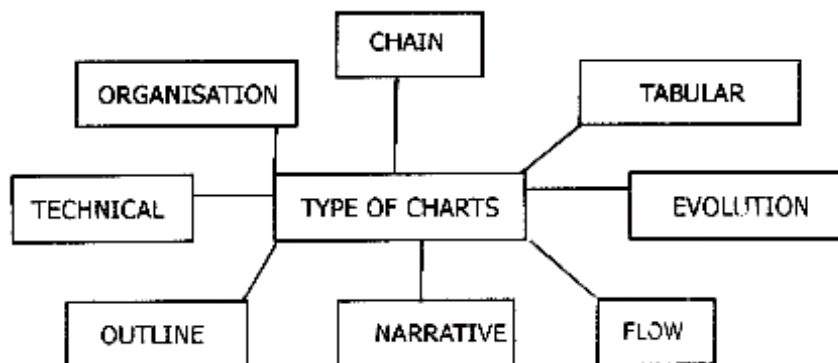 CHAIN
ORGANISATION
TABULAR
TECHNICAL
TYPE OF CHARTS
EVOLUTION
OUTLINE
NARRATIVE
FLOW